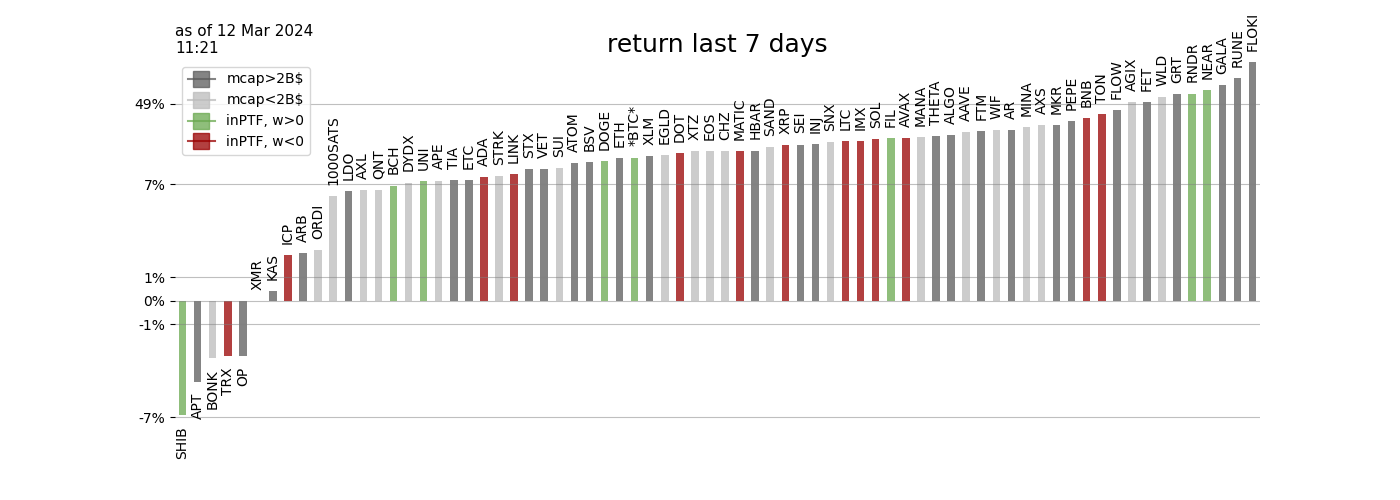 as of 12 Mar 2024
11:21
return last 7 days
mcap>2B$
mcap<2B$
inPTF, w>0
inPTF, w<0
49%
7%
1%
0%
-1%
-7%
SHIB
APT
BONK
TRX
OP
XMR
KAS
ICP
ARB
ORDI
1000SATS
LDO
AXL
QNT
BCH
DYDX
UNI
APE
TIA
ETC
ADA
STRK
LINK
STX
VET
SUI
ATOM
BSV
DOGE
ETH
*BTC*
XLM
EGLD
DOT
XTZ
EOS
CHZ
MATIC
HBAR
SAND
XRP
SEI
INJ
SNX
LTC
IMX
SOL
FIL
AVAX
MANA
THETA
ALGO
AAVE
FTM
WIF
AR
MINA
AXS
MKR
PEPE
BNB
TON
FLOW
AGIX
FET
WLD
GRT
RNDR
NEAR
GALA
RUNE
FLOKI